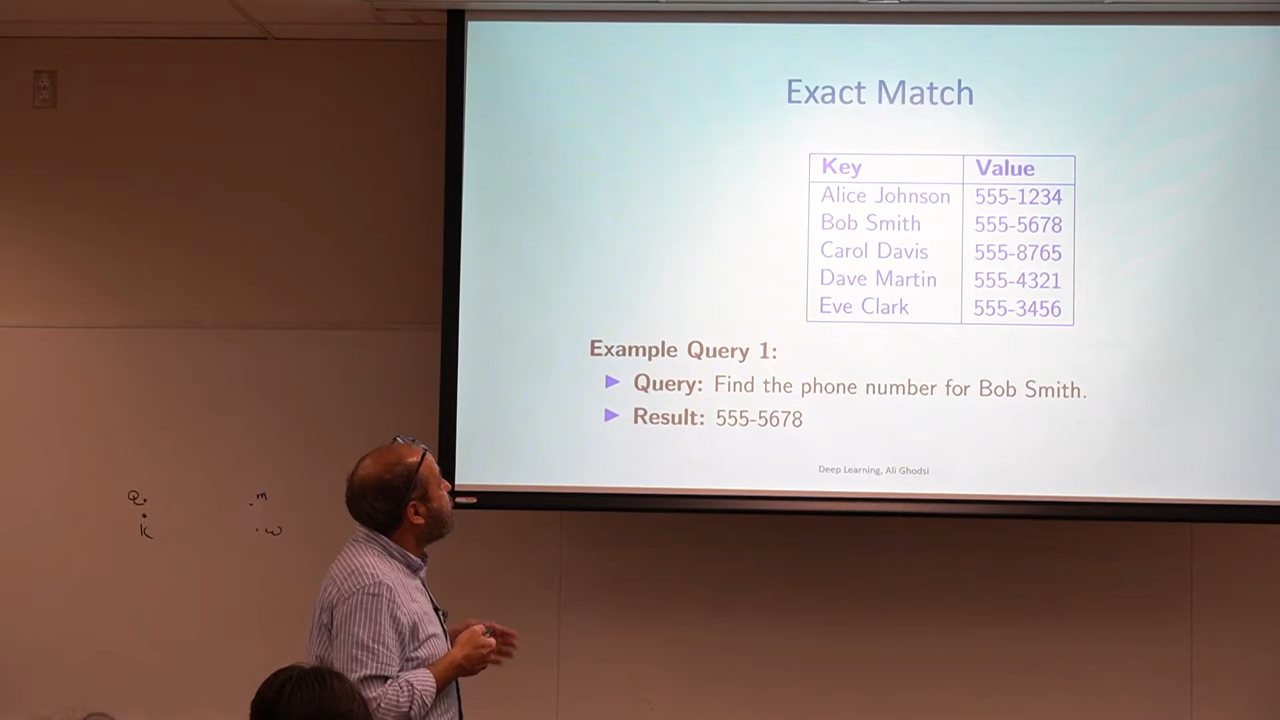 Exact Match
Key Value
Alice Johnson 555-1234
Bob Smith 555-5678
Carol Davis 555-8765
Dave Martin 555-4321
Eve Clark 555-3456
Example Query 1:
Query: Find the phone number for Bob Smith.
Result: 555-5678
Deep Learning, Ali Ghodsi
Q m
K w